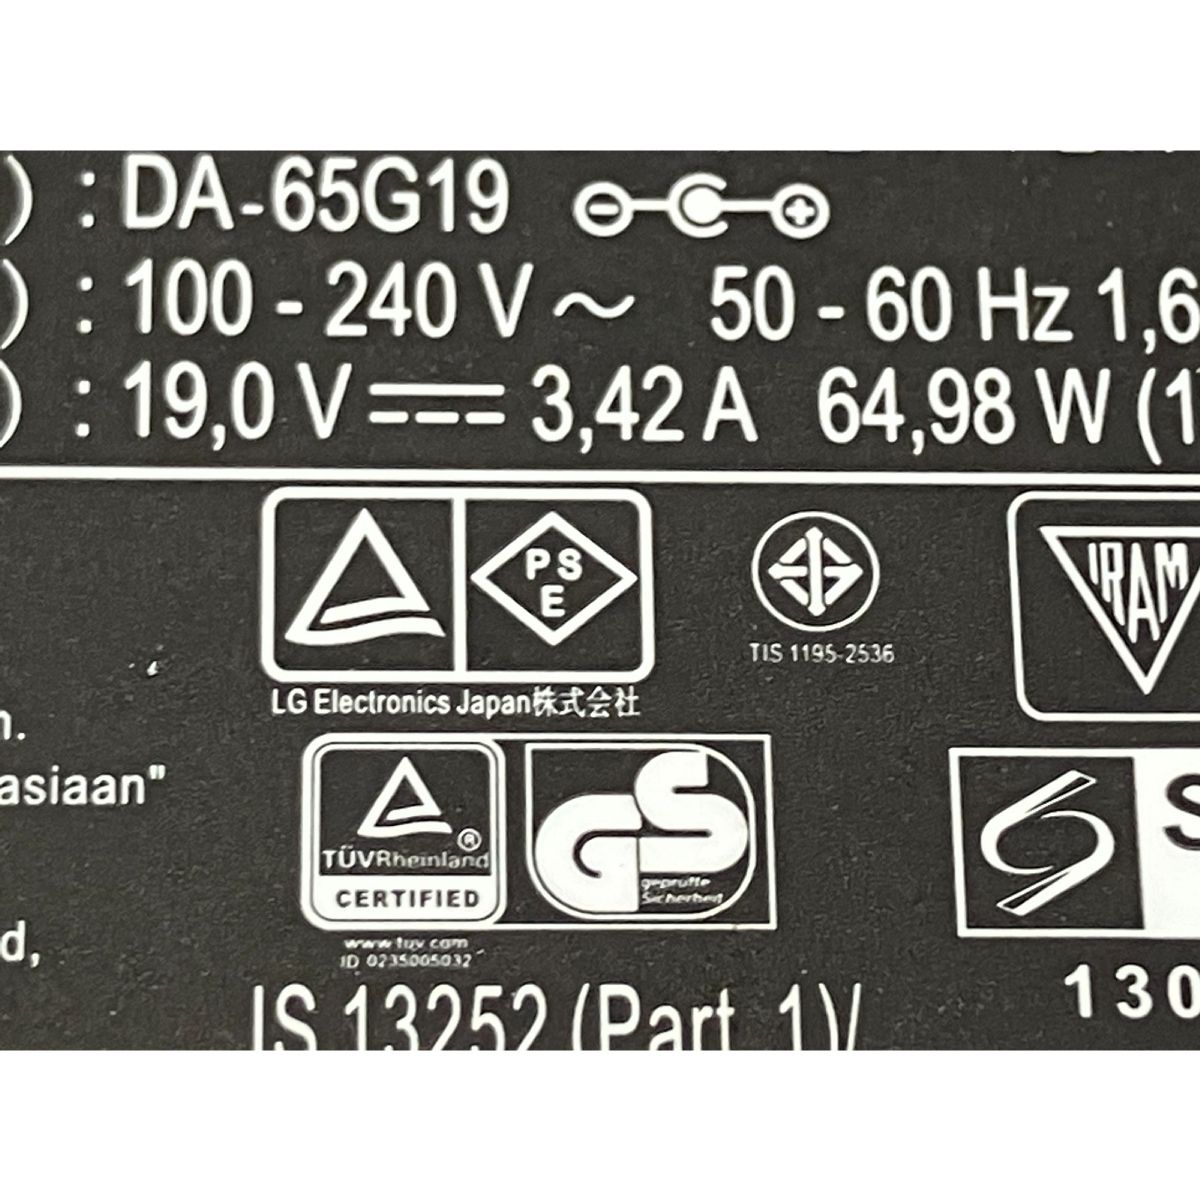 ) : DA-65G19
) : 100 - 240 V ~ 50 - 60 Hz 1,6
) : 19,0 V ⎓ 3,42 A 64,98 W (1
PS
E
IRAM
TIS 1195-2536
LG Electronics Japan株式会社
n.
asiaan"
TÜVRheinland®
CERTIFIED
GS
geprüfte
Sicherheit
S
www.tuv.com
ID 0235005032
d,
130
IS 13252 (Part 1)/